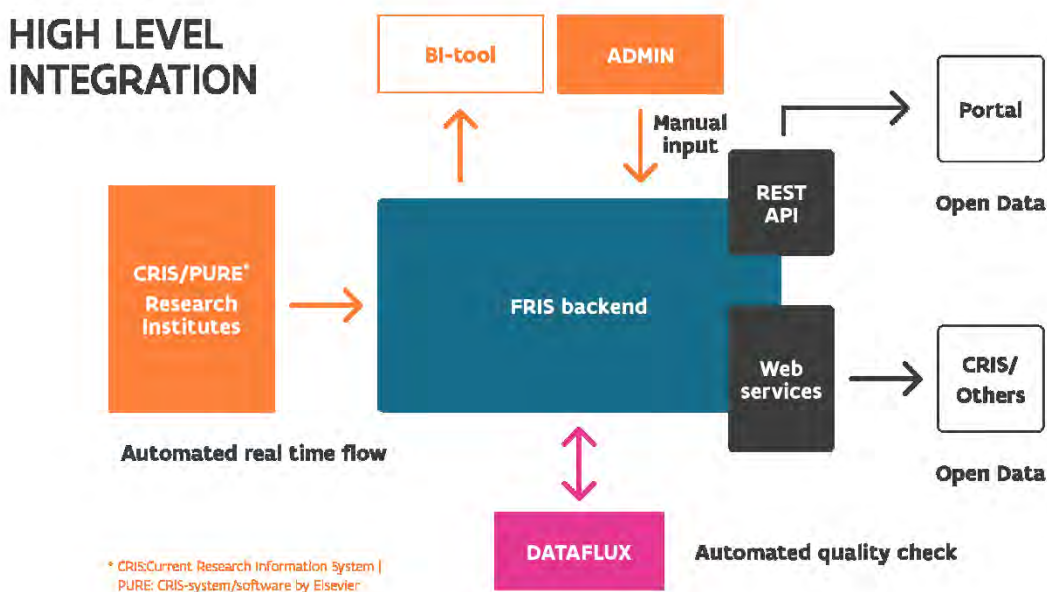 HIGH LEVEL
INTEGRATION
BI-tool
ADMIN
Manual
input
Portal
REST
API
Open Data
CRIS/PURE*
Research
Institutes
FRIS backend
Web
services
CRIS/
Others
Automated real time flow
Open Data
DATAFLUX
Automated quality check
* CRIS:Current Research Information System |
PURE: CRIS-system/software by Elsevier